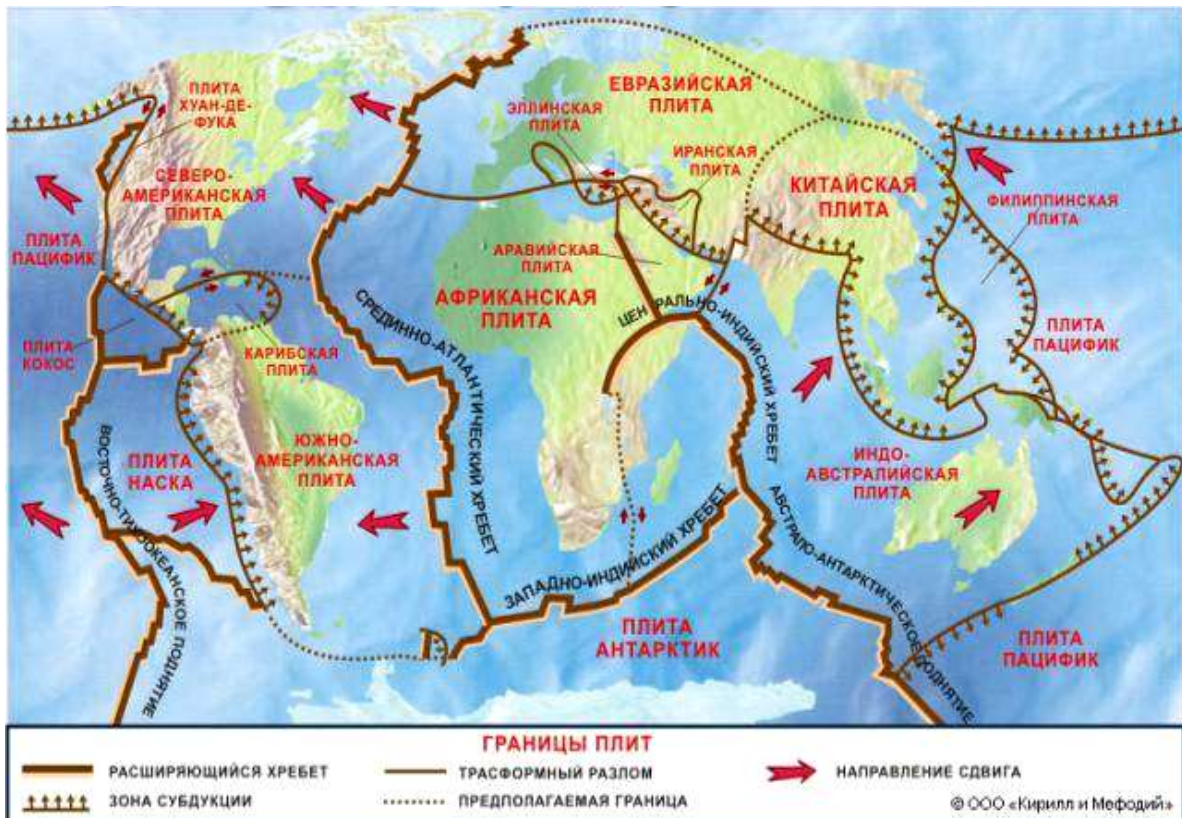 ПЛИТА
ХУАН-ДЕ-
ФУКА
СЕВЕРО-
АМЕРИКАНСКАЯ
ПЛИТА
ПЛИТА
ПАЦИФИК
ПЛИТА
КОКОС
КАРИБСКАЯ
ПЛИТА
ВОСТОЧНО-ТИХООКЕАНСКОЕ ПОДНЯТИЕ
ПЛИТА
НАСКА
ЮЖНО-
АМЕРИКАНСКАЯ
ПЛИТА
СРЕДИННО-АТЛАНТИЧЕСКИЙ ХРЕБЕТ
ЕВРАЗИЙСКАЯ
ПЛИТА
ЭЛЛИНСКАЯ
ПЛИТА
ИРАНСКАЯ
ПЛИТА
КИТАЙСКАЯ
ПЛИТА
ФИЛИППИНСКАЯ
ПЛИТА
АРАВИЙСКАЯ
ПЛИТА
АФРИКАНСКАЯ
ПЛИТА
ЦЕНТРАЛЬНО-ИНДИЙСКИЙ ХРЕБЕТ
ПЛИТА
ПАЦИФИК
ИНДО-
АВСТРАЛИЙСКАЯ
ПЛИТА
ЗАПАДНО-ИНДИЙСКИЙ ХРЕБЕТ
АВСТРАЛО-АНТАРКТИЧЕСКОЕ ПОДНЯТИЕ
ПЛИТА
АНТАРКТИК
ПЛИТА
ПАЦИФИК
ГРАНИЦЫ ПЛИТ
РАСШИРЯЮЩИЙСЯ ХРЕБЕТ
ТРАСФОРМНЫЙ РАЗЛОМ
НАПРАВЛЕНИЕ СДВИГА
ЗОНА СУБДУКЦИИ
ПРЕДПОЛАГАЕМАЯ ГРАНИЦА
© ООО «Кирилл и Мефодий»